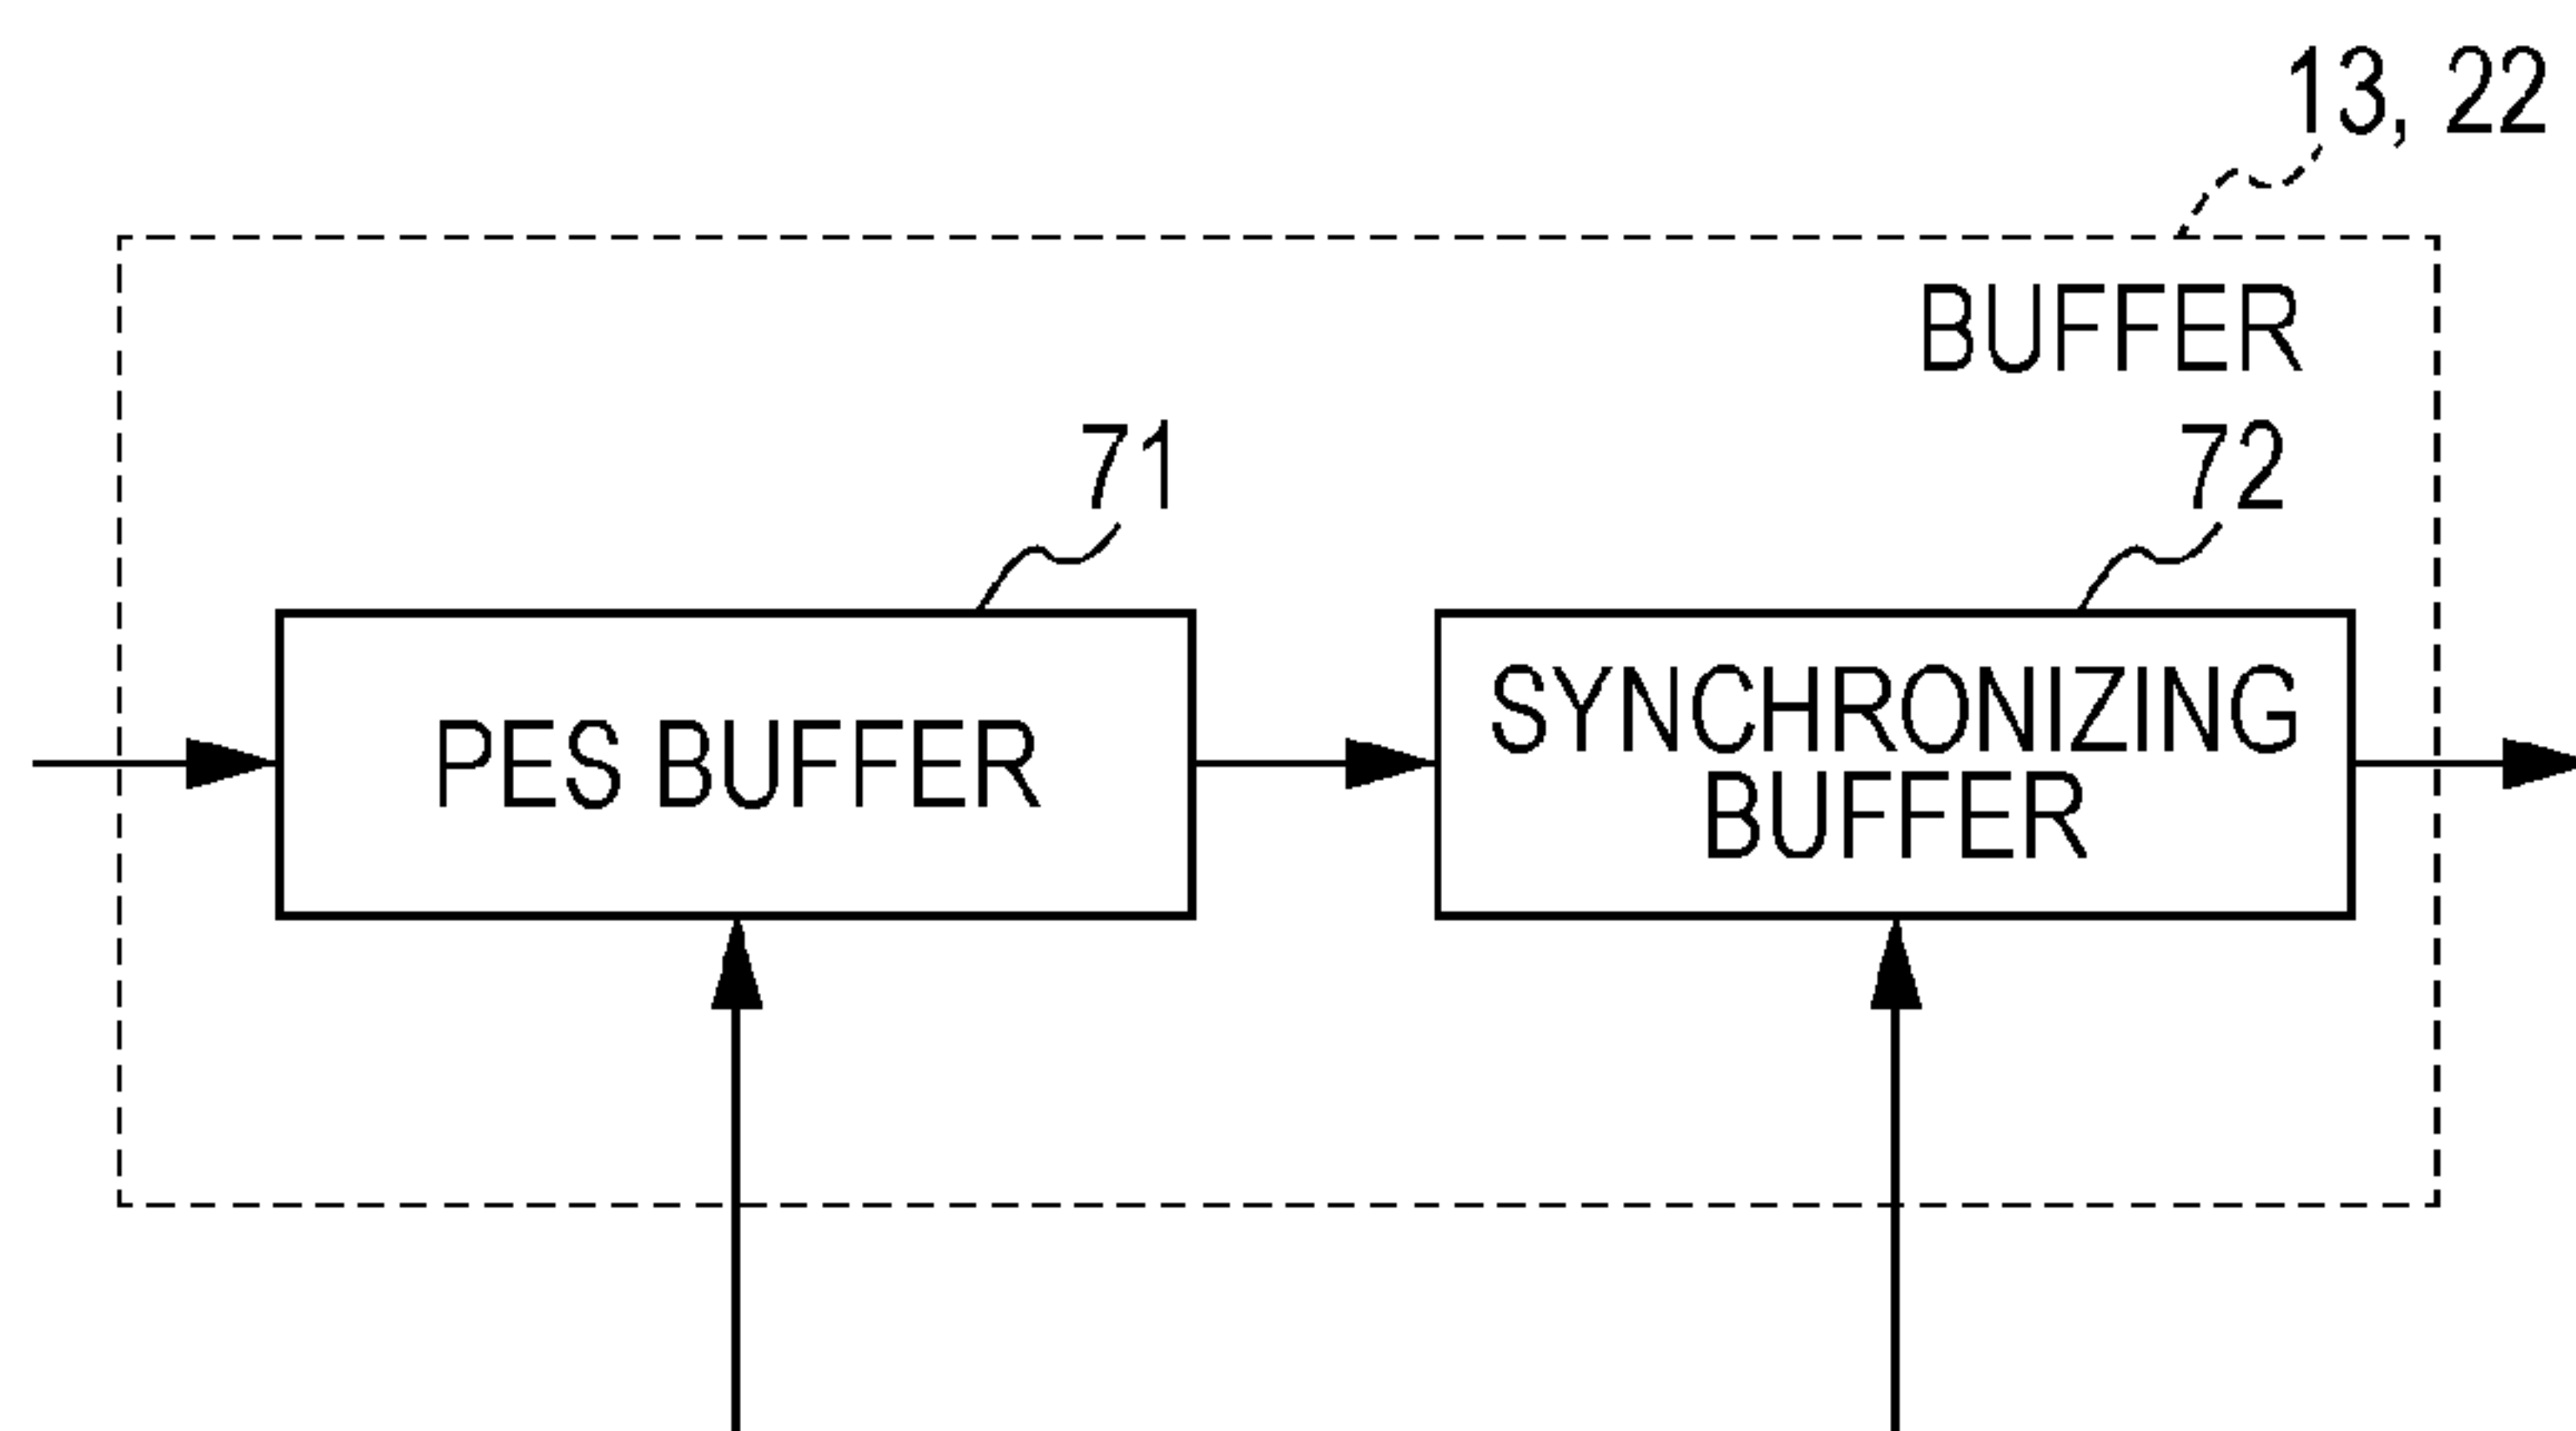 13, 22
BUFFER
71
72
PES BUFFER
SYNCHRONIZING
BUFFER